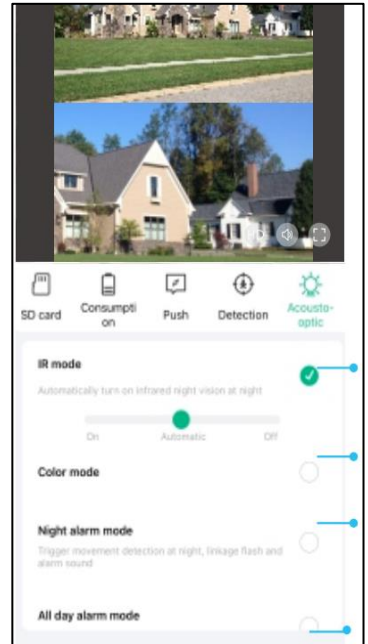 SD card
Consumpti
on
Push
Detection
Acousto-
optic
IR mode
Automatically turn on infrared night vision at night
On
Automatic
Off
Color mode
Night alarm mode
Trigger movement detection at night, linkage flash and
alarm sound
All day alarm mode